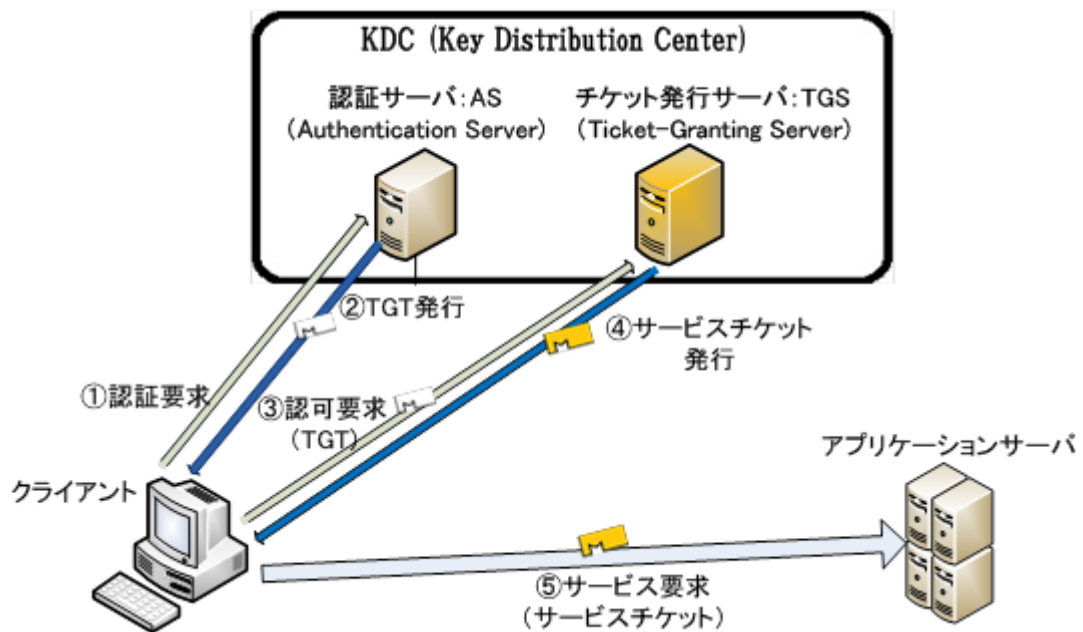 KDC (Key Distribution Center)
認証サーバ:AS
(Authentication Server)
チケット発行サーバ:TGS
(Ticket-Granting Server)
②TGT発行
④サービスチケット
発行
①認証要求
③認可要求
(TGT)
アプリケーションサーバ
クライアント
⑤サービス要求
(サービスチケット)